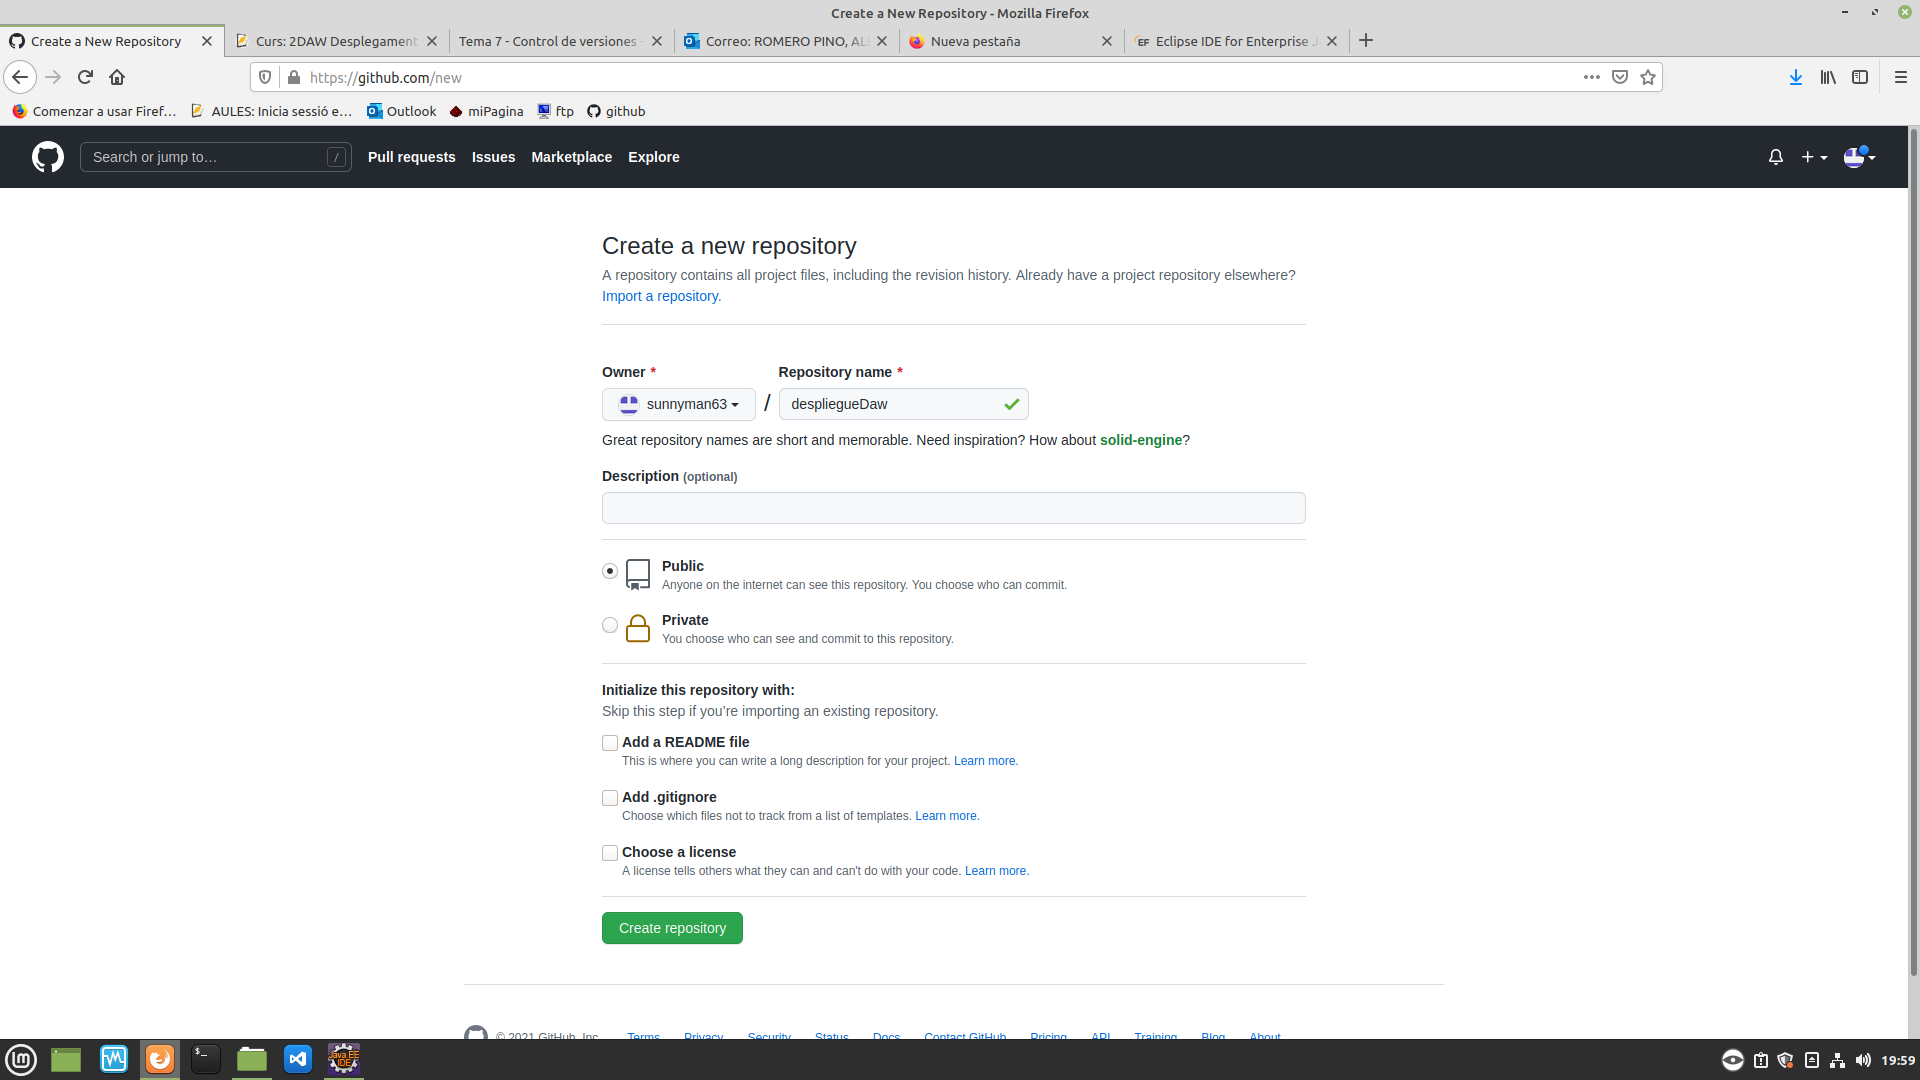 Create a New Repository - Mozilla Firefox
Create a New Repository
Curs: 2DAW Desplegament
Tema 7 - Control de versiones -
Correo: ROMERO PINO, AL
Nueva pestaña
EF Eclipse IDE for Enterprise J
https://github.com/new
Comenzar a usar Firef...
AULES: Inicia sessió e...
Outlook
miPagina
ftp
github
Search or jump to...
/
Pull requests
Issues
Marketplace
Explore
Create a new repository
A repository contains all project files, including the revision history. Already have a project repository elsewhere?
Import a repository.
Owner *
Repository name *
sunnyman63
/
despliegueDaw
Great repository names are short and memorable. Need inspiration? How about solid-engine?
Description (optional)
Public
Anyone on the internet can see this repository. You choose who can commit.
Private
You choose who can see and commit to this repository.
Initialize this repository with:
Skip this step if you're importing an existing repository.
Add a README file
This is where you can write a long description for your project. Learn more.
Add .gitignore
Choose which files not to track from a list of templates. Learn more.
Choose a license
A license tells others what they can and can't do with your code. Learn more.
Create repository
© 2021 GitHub, Inc.
Terms
Privacy
Security
Status
Docs
Contact GitHub
Pricing
API
Training
Blog
About
Java EE
IDE
19:59